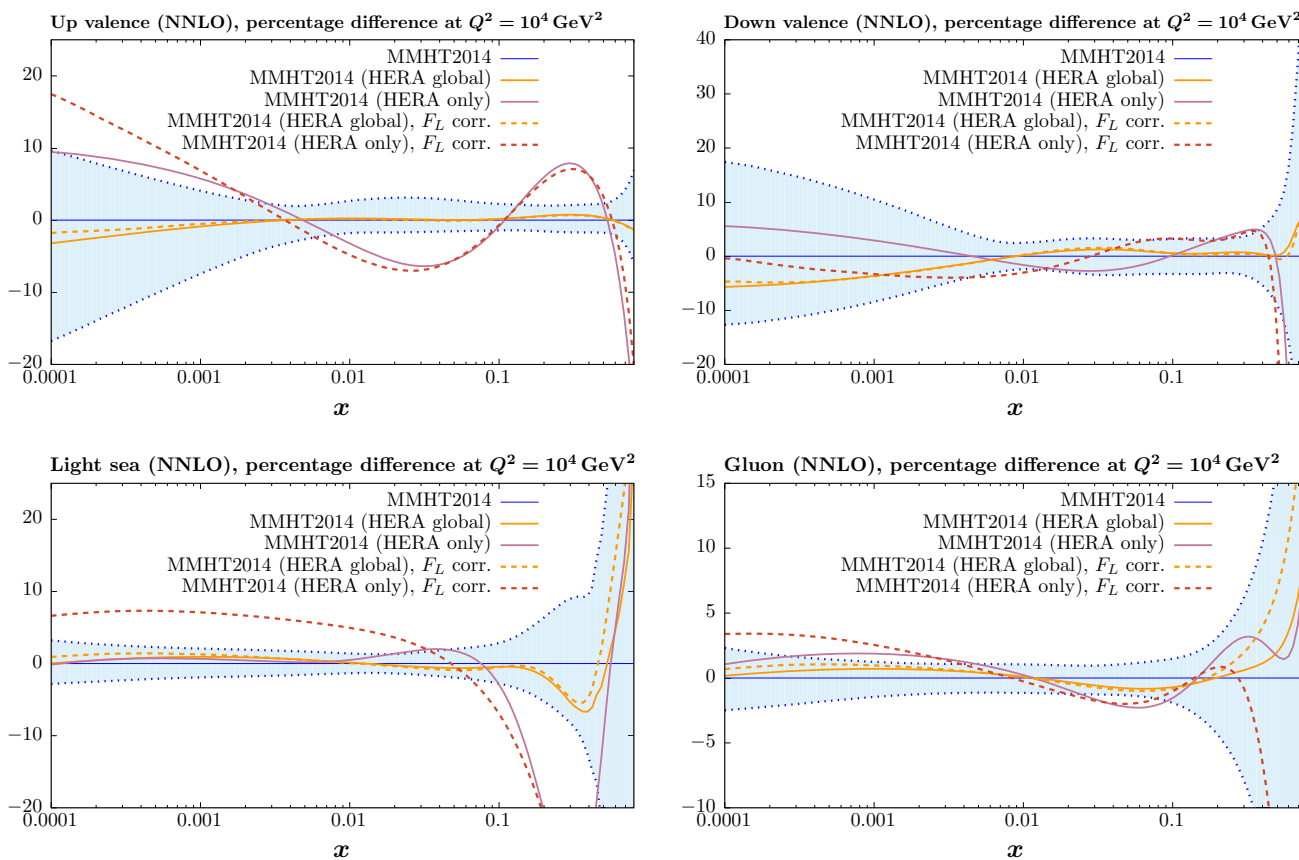 Up valence (NNLO), percentage difference at Q² = 10⁴ GeV²
MMHT2014
MMHT2014 (HERA global)
MMHT2014 (HERA only)
MMHT2014 (HERA global), F_L corr.
MMHT2014 (HERA only), F_L corr.
20
10
0
−10
−20
0.0001
0.001
0.01
0.1
x
Down valence (NNLO), percentage difference at Q² = 10⁴ GeV²
MMHT2014
MMHT2014 (HERA global)
MMHT2014 (HERA only)
MMHT2014 (HERA global), F_L corr.
MMHT2014 (HERA only), F_L corr.
40
30
20
10
0
−10
−20
0.0001
0.001
0.01
0.1
x
Light sea (NNLO), percentage difference at Q² = 10⁴ GeV²
MMHT2014
MMHT2014 (HERA global)
MMHT2014 (HERA only)
MMHT2014 (HERA global), F_L corr.
MMHT2014 (HERA only), F_L corr.
20
10
0
−10
−20
0.0001
0.001
0.01
0.1
x
Gluon (NNLO), percentage difference at Q² = 10⁴ GeV²
MMHT2014
MMHT2014 (HERA global)
MMHT2014 (HERA only)
MMHT2014 (HERA global), F_L corr.
MMHT2014 (HERA only), F_L corr.
15
10
5
0
−5
−10
0.0001
0.001
0.01
0.1
x